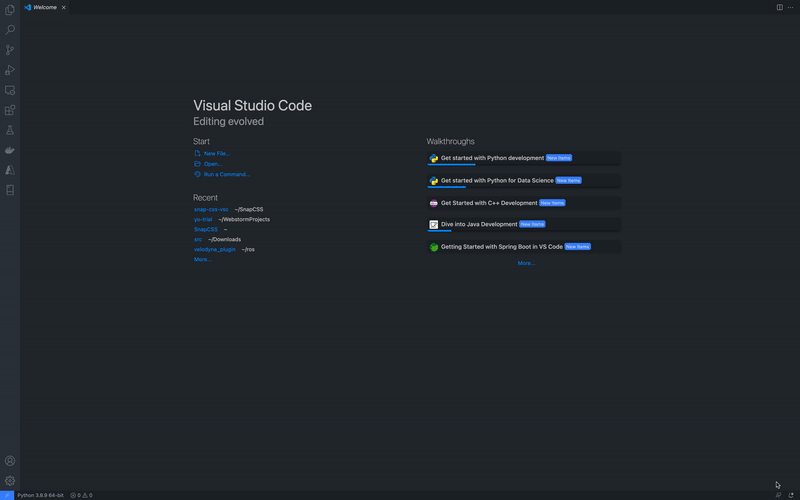 Welcome
Visual Studio Code
Editing evolved
Start
New File...
Open...
Run a Command...
Recent
snap-css-vsc ~/SnapCSS
yo-trial ~/WebstormProjects
SnapCSS ~
src ~/Downloads
velodyne_plugin ~/ros
More...
Walkthroughs
Get started with Python development New Items
Get started with Python for Data Science New Items
Get Started with C++ Development New Items
Dive into Java Development New Items
Getting Started with Spring Boot in VS Code New Items
More...
Python 3.8.9 64-bit 0 0